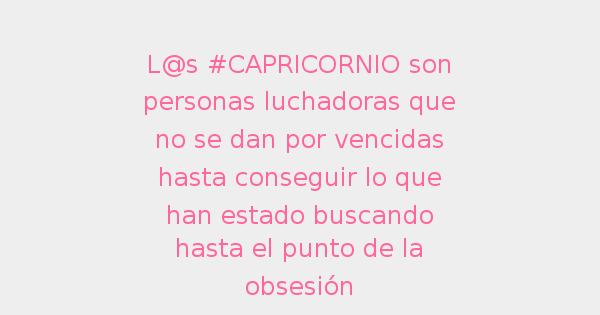 L@s #CAPRICORNIO son
personas luchadoras que
no se dan por vencidas
hasta conseguir lo que
han estado buscando
hasta el punto de la
obsesión